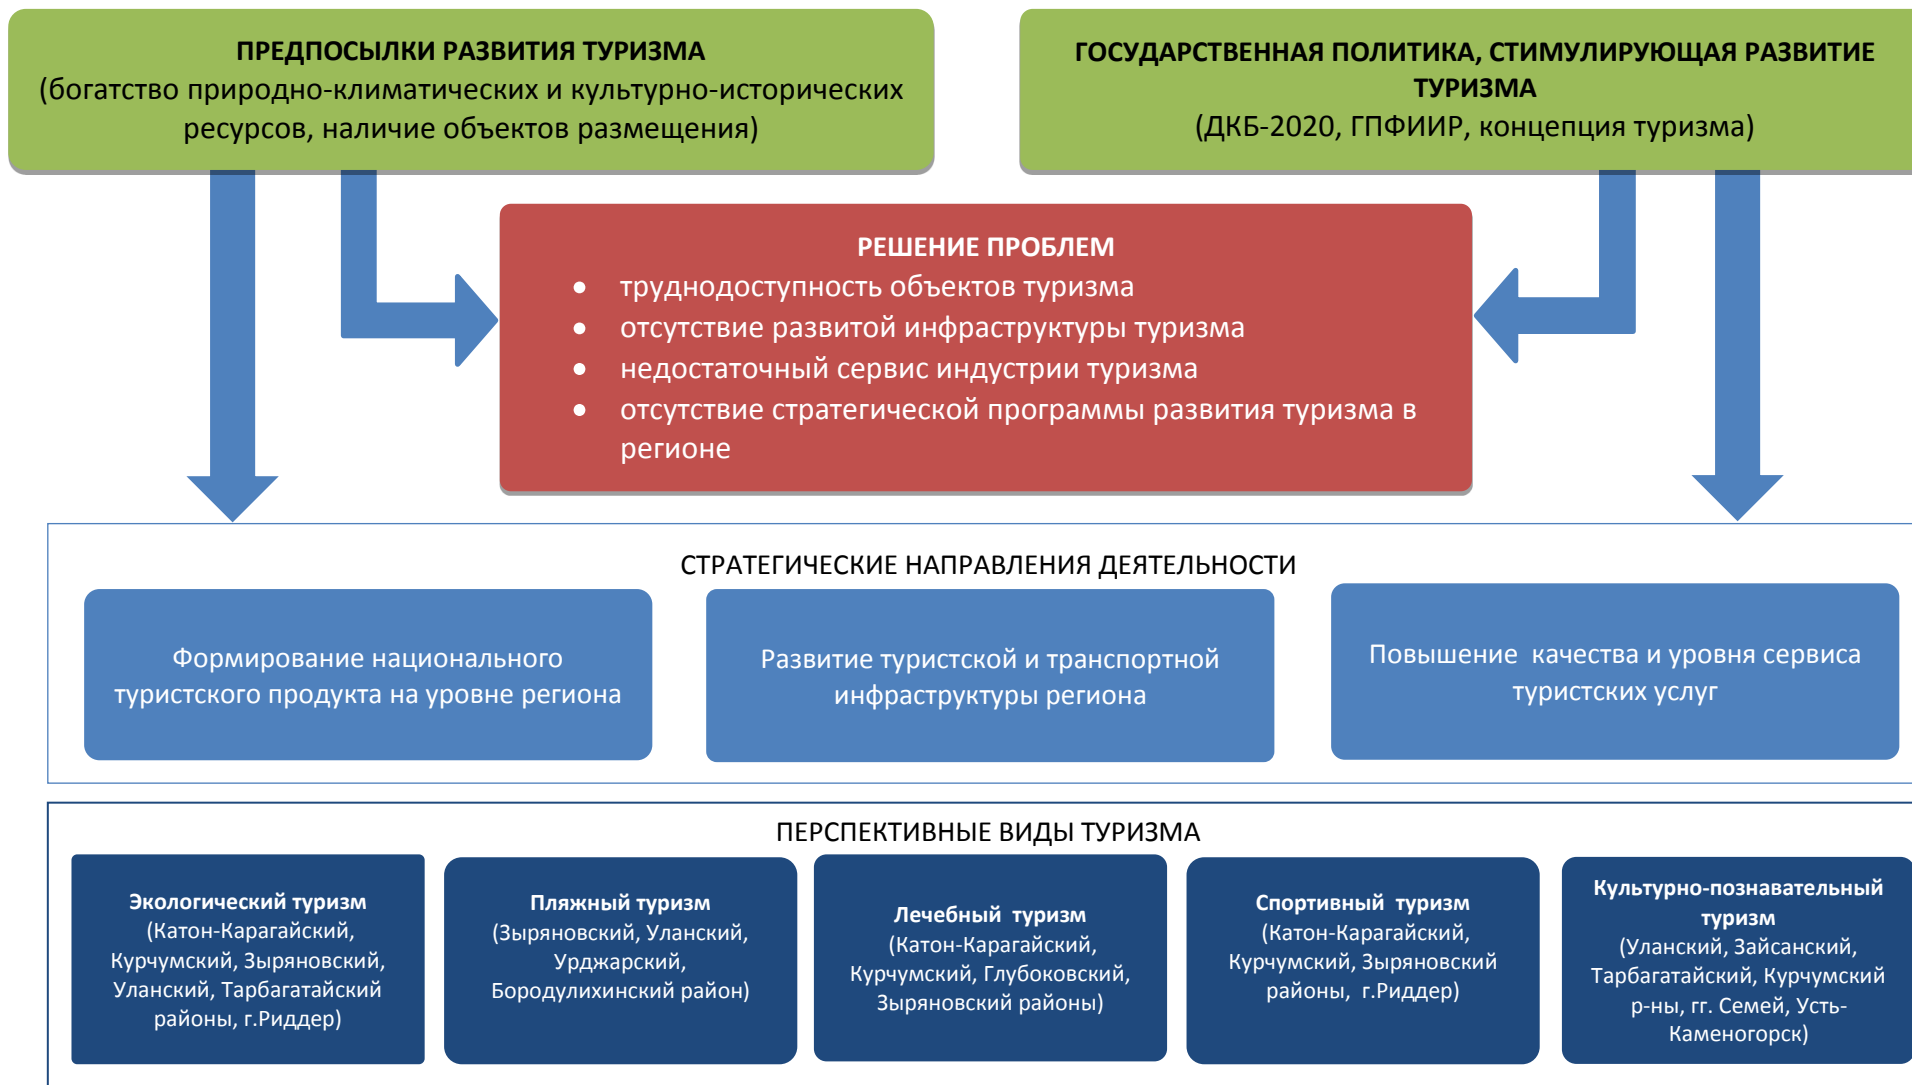 ПРЕДПОСЫЛКИ РАЗВИТИЯ ТУРИЗМА
(богатство природно-климатических и культурно-исторических
ресурсов, наличие объектов размещения)
ГОСУДАРСТВЕННАЯ ПОЛИТИКА, СТИМУЛИРУЮЩАЯ РАЗВИТИЕ
ТУРИЗМА
(ДКБ-2020, ГПФИИР, концепция туризма)
РЕШЕНИЕ ПРОБЛЕМ
• труднодоступность объектов туризма
• отсутствие развитой инфраструктуры туризма
• недостаточный сервис индустрии туризма
• отсутствие стратегической программы развития туризма в
регионе
СТРАТЕГИЧЕСКИЕ НАПРАВЛЕНИЯ ДЕЯТЕЛЬНОСТИ
Формирование национального
туристского продукта на уровне региона
Развитие туристской и транспортной
инфраструктуры региона
Повышение качества и уровня сервиса
туристских услуг
ПЕРСПЕКТИВНЫЕ ВИДЫ ТУРИЗМА
Экологический туризм
(Катон-Карагайский,
Курчумский, Зыряновский,
Уланский, Тарбагатайский
районы, г.Риддер)
Пляжный туризм
(Зыряновский, Уланский,
Урджарский,
Бородулихинский район)
Лечебный туризм
(Катон-Карагайский,
Курчумский, Глубоковский,
Зыряновский районы)
Спортивный туризм
(Катон-Карагайский,
Курчумский, Зыряновский
районы, г.Риддер)
Культурно-познавательный
туризм
(Уланский, Зайсанский,
Тарбагатайский, Курчумский
р-ны, гг. Семей, Усть-
Каменогорск)